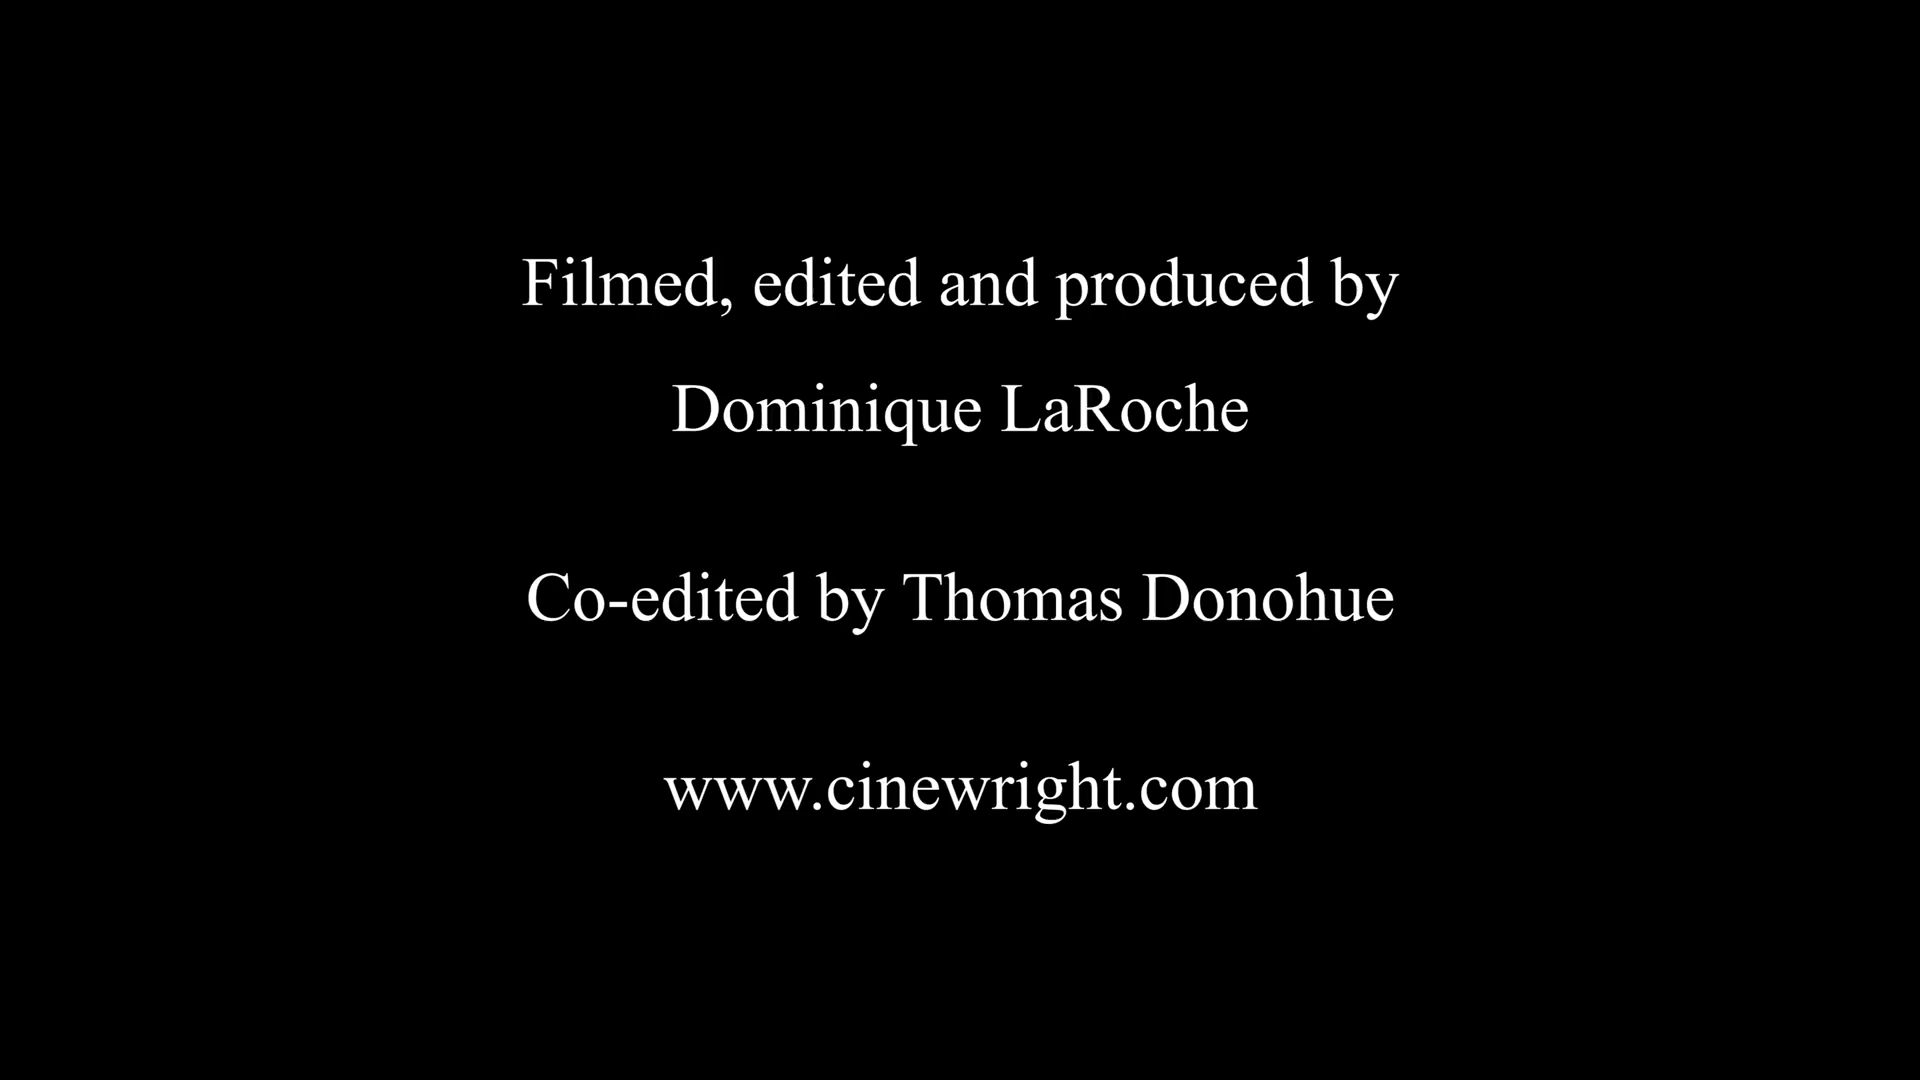 Filmed, edited and produced by
Dominique LaRoche
Co-edited by Thomas Donohue
www.cinewright.com